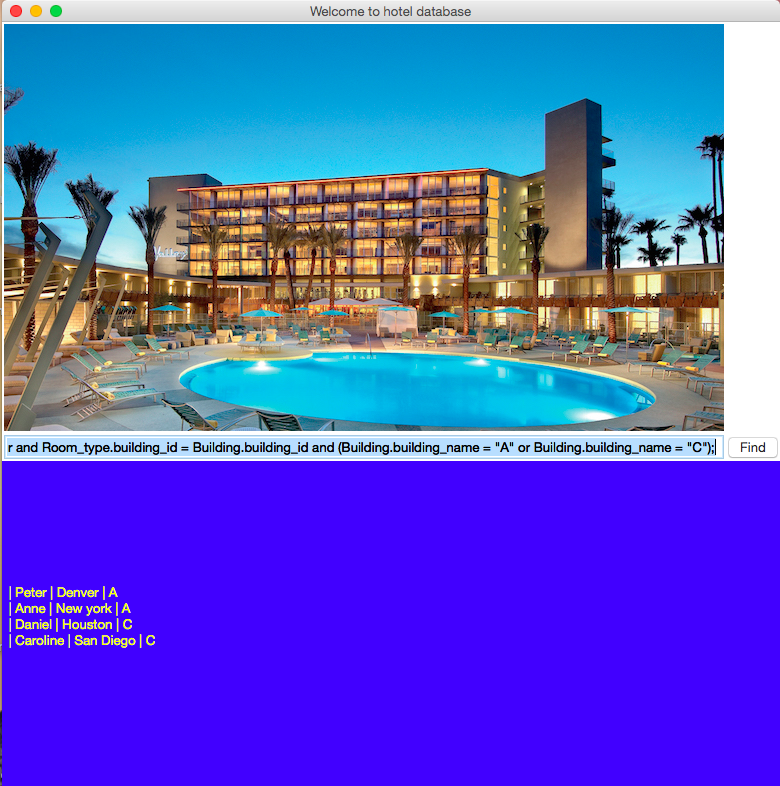 Welcome to hotel database
r and Room_type.building_id = Building.building_id and (Building.building_name = "A" or Building.building_name = "C");
Find
| Peter | Denver | A
| Anne | New york | A
| Daniel | Houston | C
| Caroline | San Diego | C